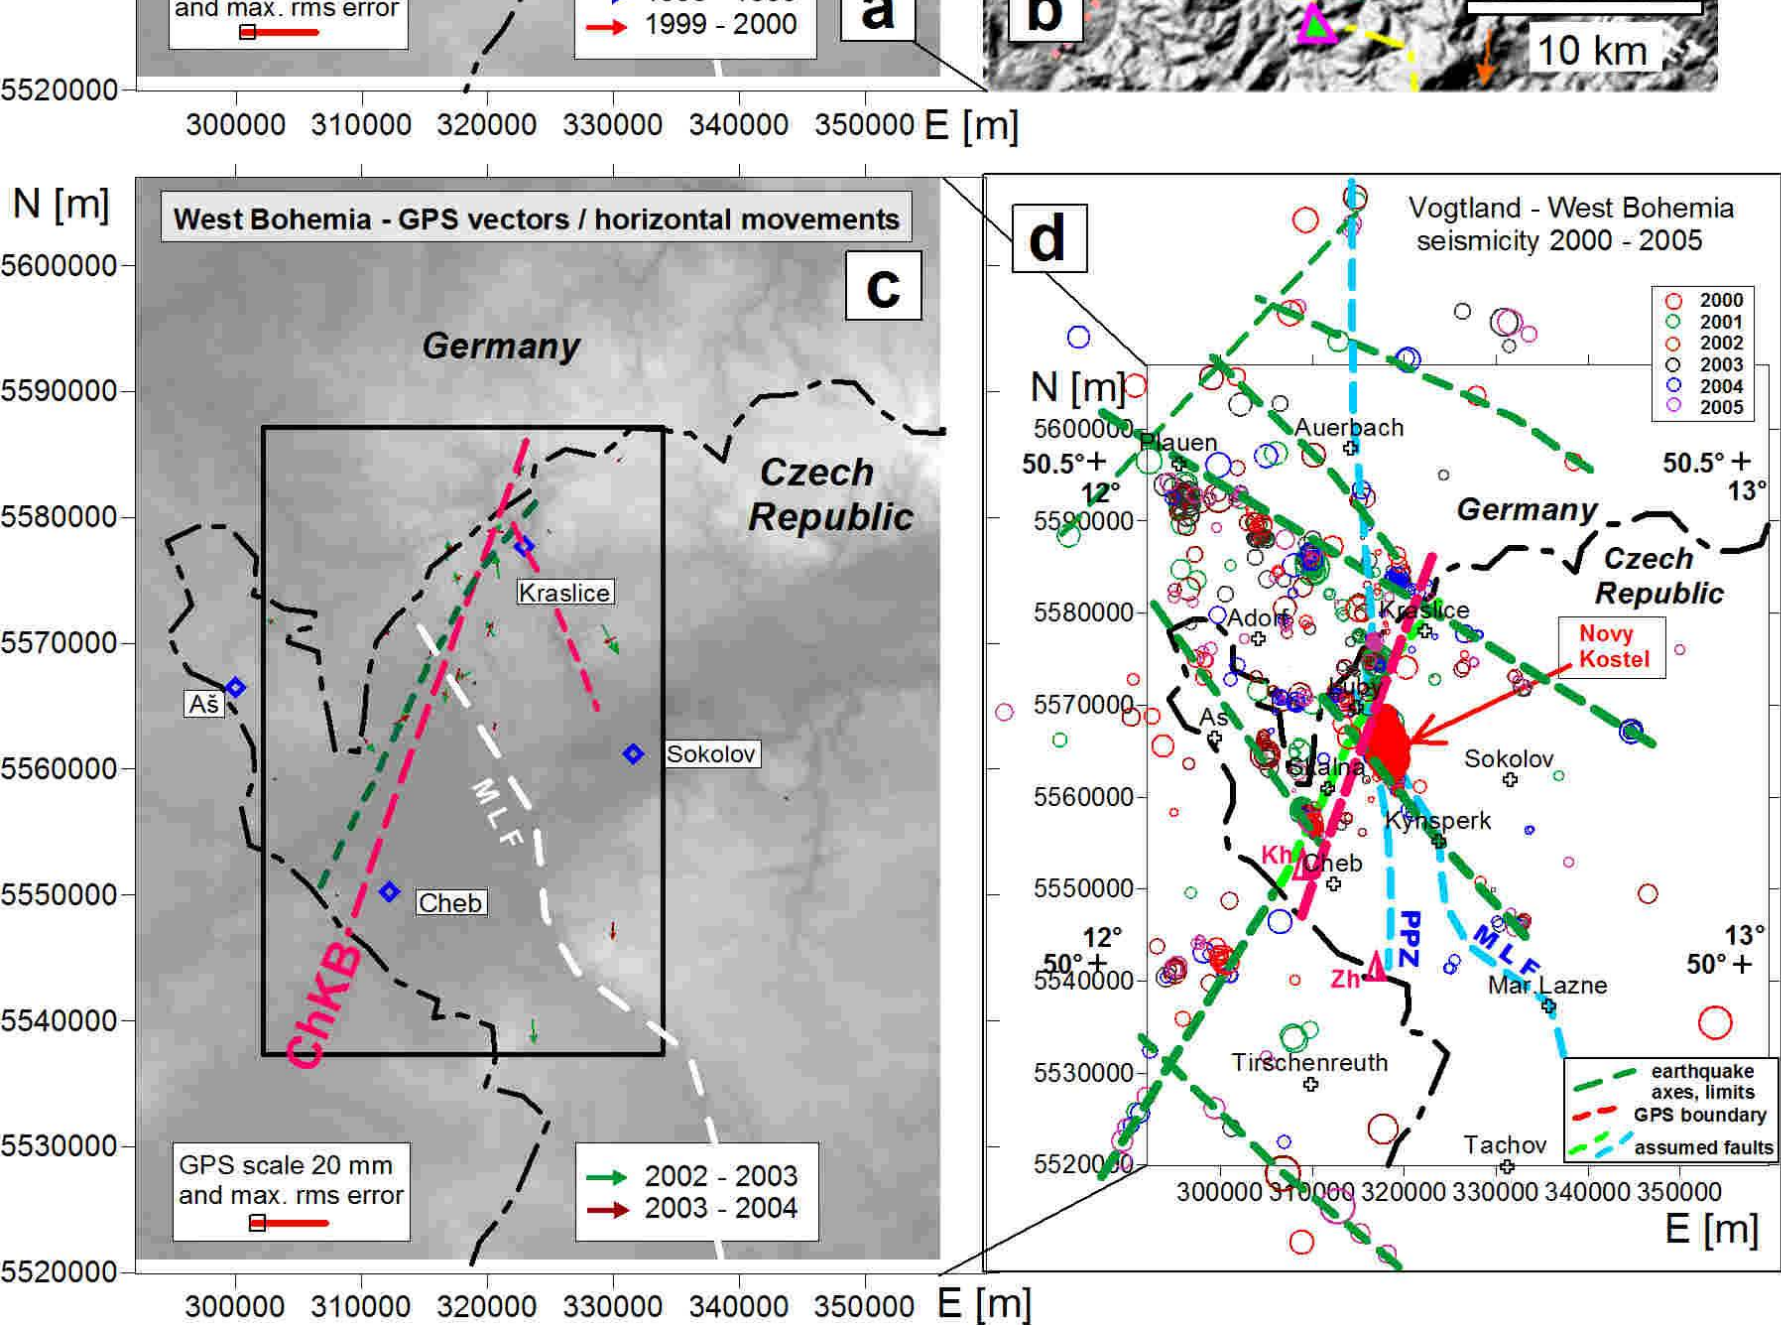 and max. rms error
1999 - 2000
a
b
10 km
5520000
300000 310000 320000 330000 340000 350000 E [m]
N [m]
West Bohemia - GPS vectors / horizontal movements
c
5600000
5590000
5580000
5570000
5560000
5550000
5540000
5530000
5520000
Germany
Czech
Republic
Kraslice
Aš
Sokolov
MLF
Cheb
ChKB
GPS scale 20 mm
and max. rms error
2002 - 2003
2003 - 2004
300000 310000 320000 330000 340000 350000 E [m]
d
Vogtland - West Bohemia
seismicity 2000 - 2005
2000
2001
2002
2003
2004
2005
N [m]
5600000
5590000
5580000
5570000
5560000
5550000
5540000
5530000
5520000
Plauen
Auerbach
50.5°
12°
50.5°
13°
Germany
Czech
Republic
Adorf
Kraslice
Novy
Kostel
Luby
As
Skalna
Sokolov
Kynsperk
Kh
Cheb
PPZ
MLF
12°
50°
13°
50°
Zh
Mar.Lazne
Tirschenreuth
Tachov
earthquake
axes, limits
GPS boundary
assumed faults
300000 310000 320000 330000 340000 350000
E [m]